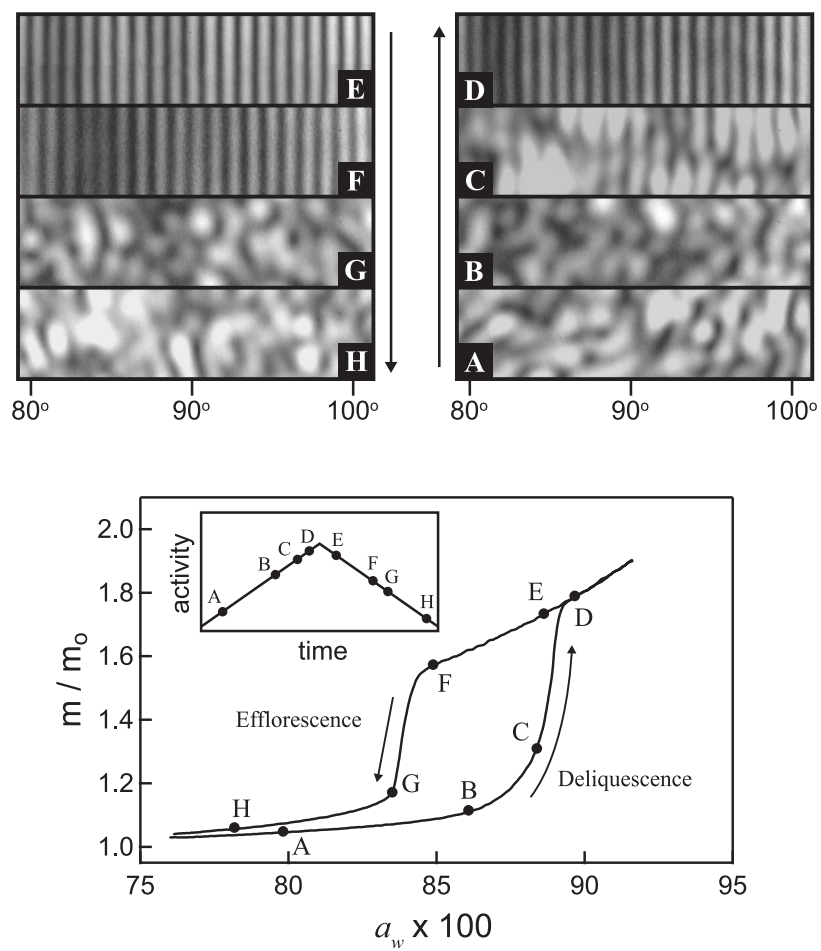 E
F
G
H
80° 90° 100°
D
C
B
A
80° 90° 100°
m / mo
2.0
1.8
1.6
1.4
1.2
1.0
75 80 85 90 95
aw x 100
activity
time
A
B
C
D
E
F
G
H
E
D
F
Efflorescence
C
G
Deliquescence
B
H
A